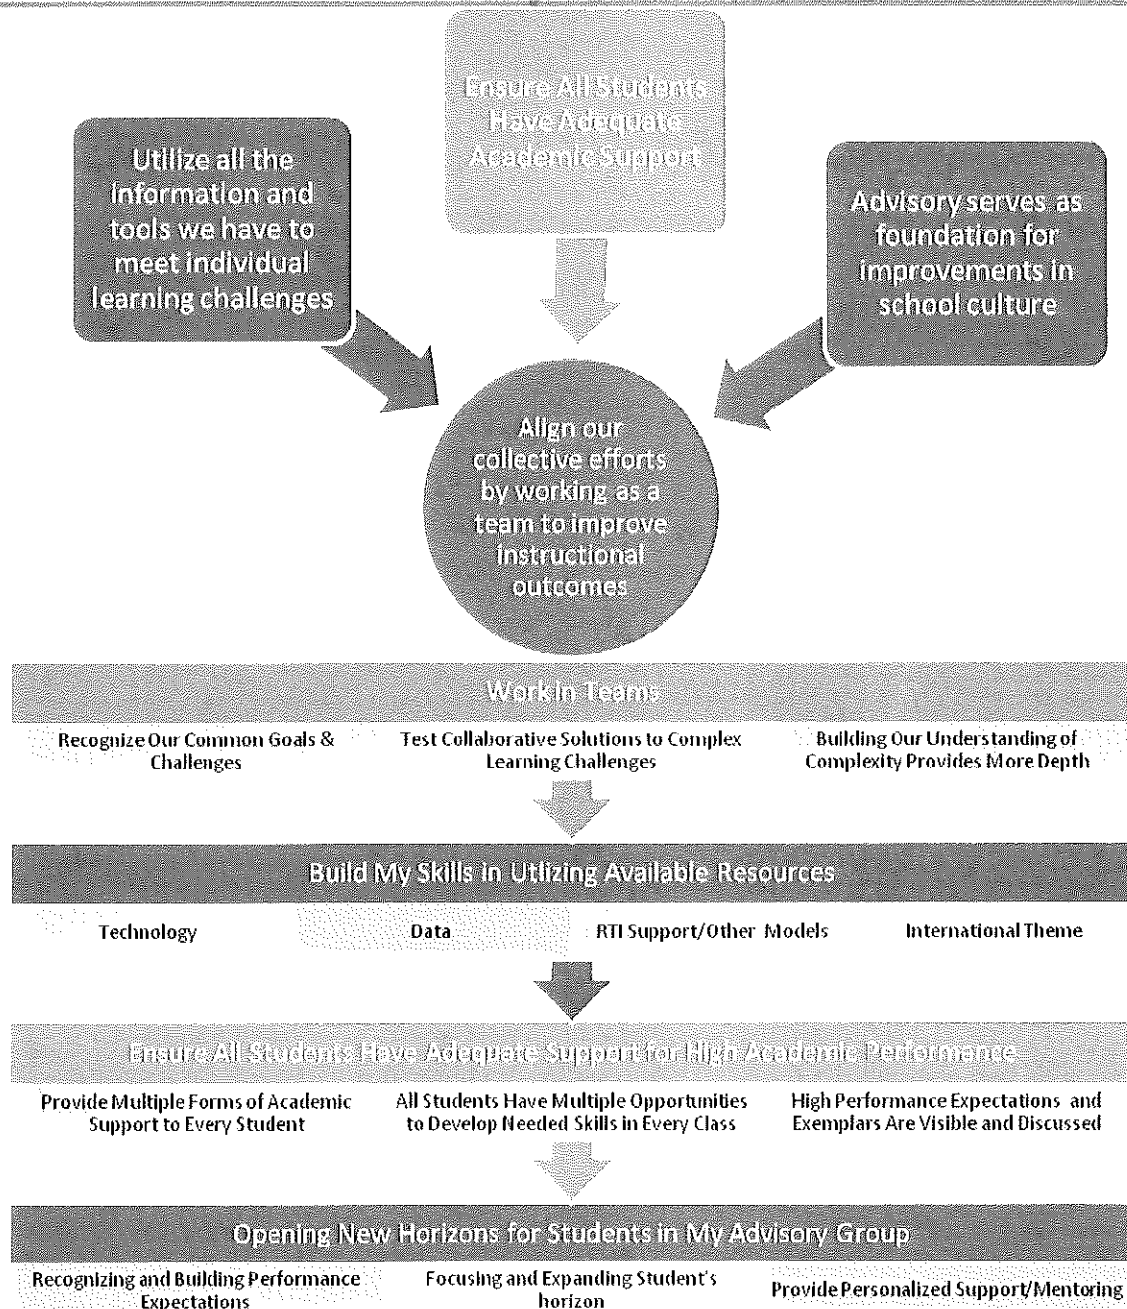 Ensure All Students
Have Adequate
Academic Support
Utilize all the
information and
tools we have to
meet individual
learning challenges
Advisory serves as
foundation for
improvements in
school culture
Align our
collective efforts
by working as a
team to improve
instructional
outcomes
Work in Teams
Recognize Our Common Goals &
Challenges
Test Collaborative Solutions to Complex
Learning Challenges
Building Our Understanding of
Complexity Provides More Depth
Build My Skills in Utlizing Available Resources
Technology
Data
RTI Support/Other Models
International Theme
Ensure All Students Have Adequate Support for High Academic Performance
Provide Multiple Forms of Academic
Support to Every Student
All Students Have Multiple Opportunities
to Develop Needed Skills in Every Class
High Performance Expectations and
Exemplars Are Visible and Discussed
Opening New Horizons for Students in My Advisory Group
Recognizing and Building Performance
Expectations
Focusing and Expanding Student's
horizon
Provide Personalized Support/Mentoring